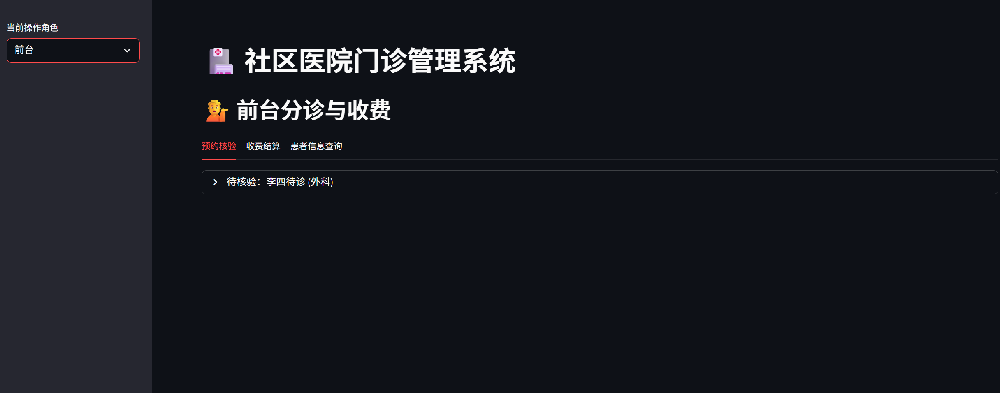 当前操作角色
前台
社区医院门诊管理系统
前台分诊与收费
预约核验 收费结算 患者信息查询
待核验：李四待诊 (外科)